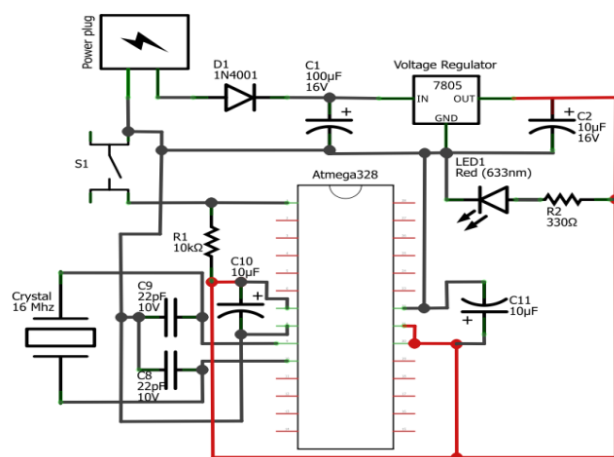 Power plug
D1
1N4001
C1
100µF
16V
Voltage Regulator
7805
IN
OUT
GND
C2
10µF
16V
S1
Atmega328
LED1
Red (633nm)
R2
330Ω
R1
10kΩ
C10
10µF
C9
22pF
10V
Crystal
16 Mhz
C11
10µF
C8
22pF
10V